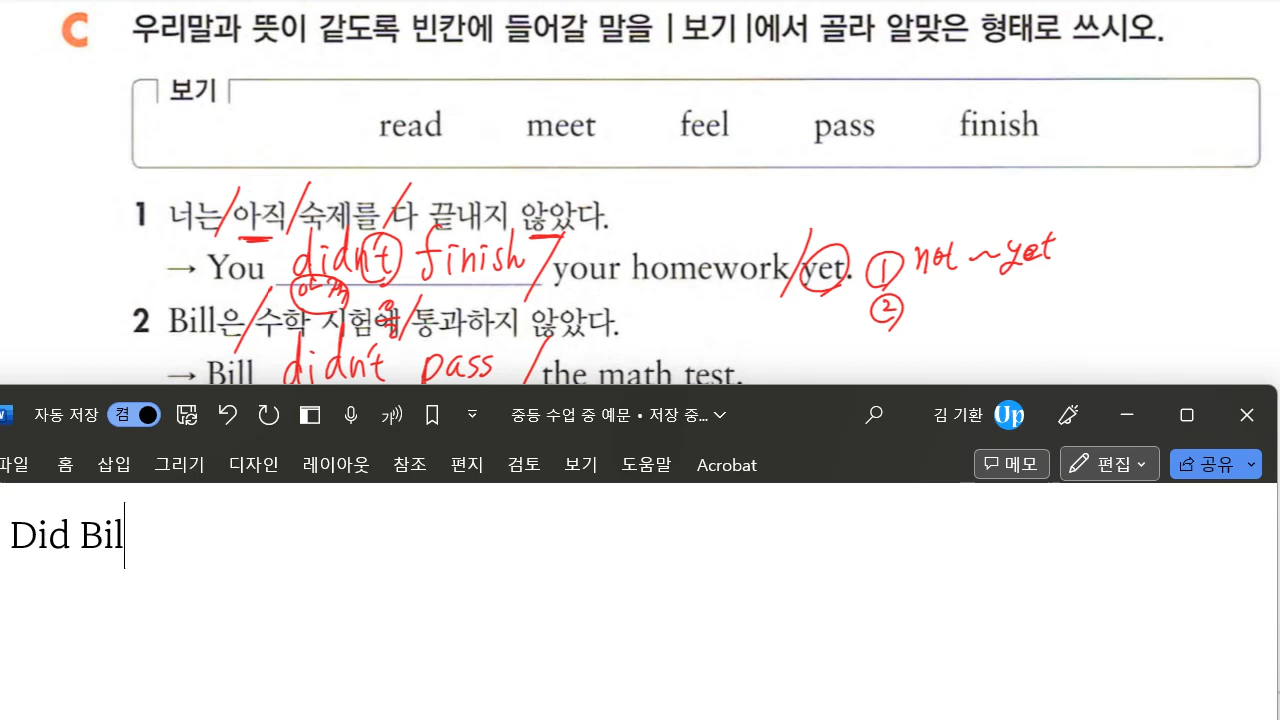 C 우리말과 뜻이 같도록 빈칸에 들어갈 말을 |보기|에서 골라 알맞은 형태로 쓰시오.
보기
read meet feel pass finish
1 너는/아직/숙제를/다 끝내지 않았다.
→ You didn't finish / your homework / yet. ① not ~ yet
②
2 Bill은/수학 시험을/통과하지 않았다.
→ Bill didn't pass / the math test.
자동 저장 켬 가)) 중등 수업 중 예문 • 저장 중... 김 기환 Up
파일 홈 삽입 그리기 디자인 레이아웃 참조 편지 검토 보기 도움말 Acrobat 메모 편집 공유
Did Bil